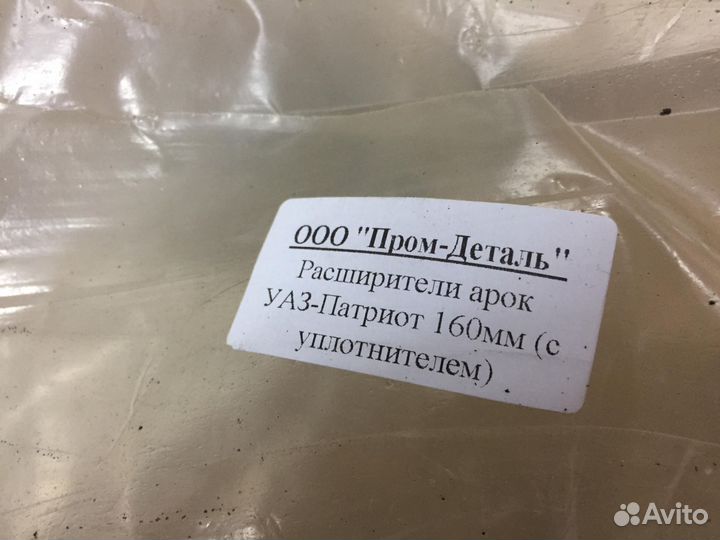 ООО "Пром-Деталь"
Расширители арок
УАЗ-Патриот 160мм (с
уплотнителем)
Avito